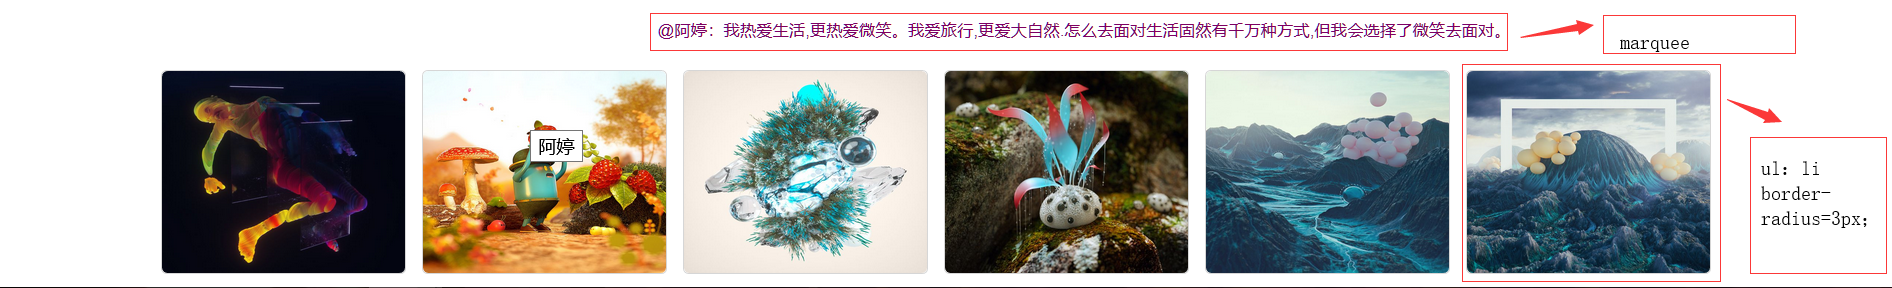 @阿婷：我热爱生活,更热爱微笑。我爱旅行,更爱大自然.怎么去面对生活固然有千万种方式,但我会选择了微笑去面对。
marquee
阿婷
ul：li
border-
radius=3px;